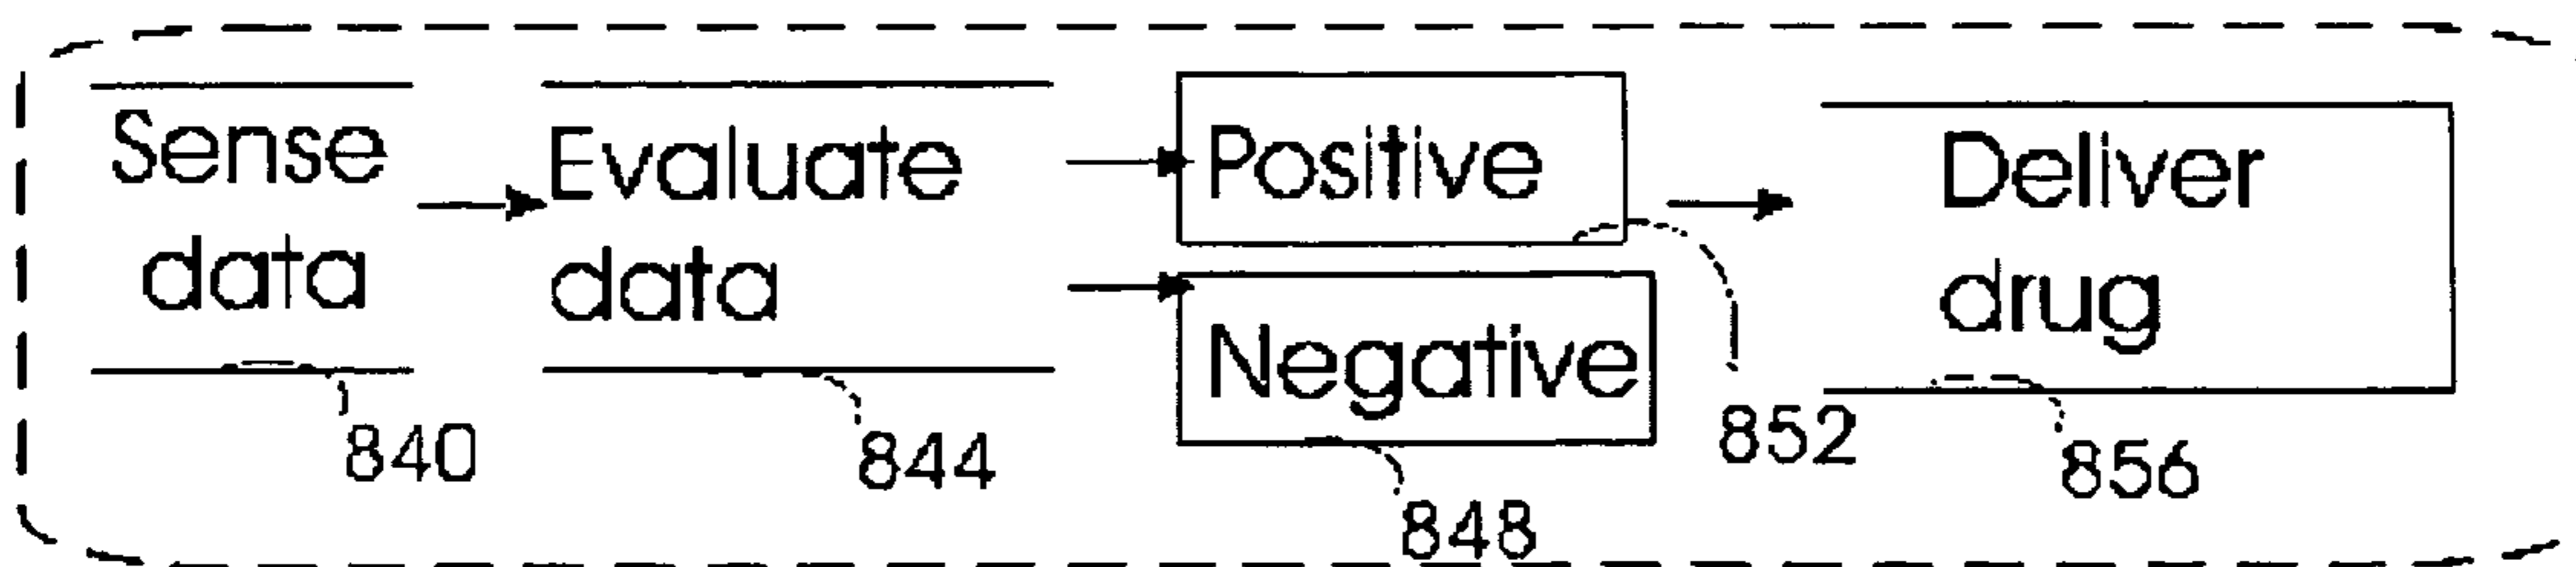 Sense
data
840
Evaluate
data
844
Positive
852
Negative
848
Deliver
drug
856